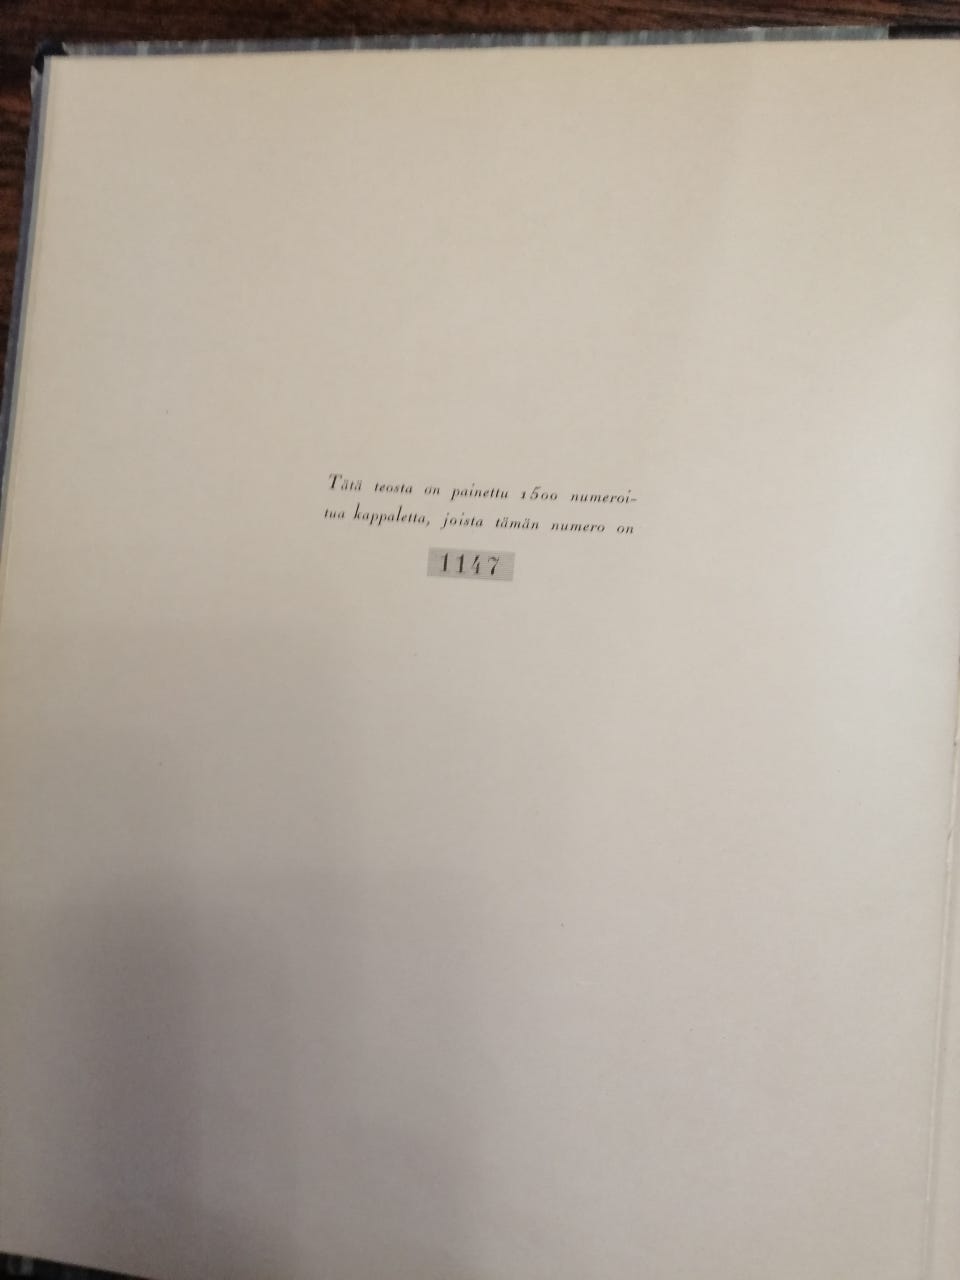 Tätä teosta on painettu 1500 numeroi-
tua kappaletta, joista tämän numero on
1147